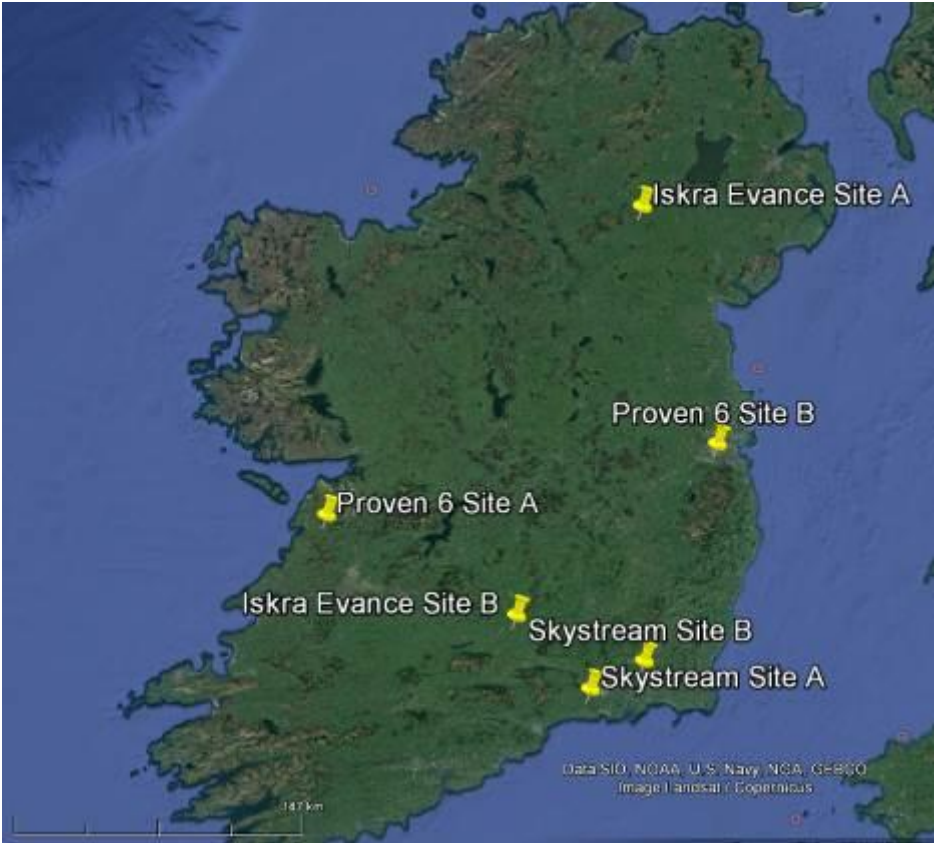 Iskra Evance Site A
Proven 6 Site B
Proven 6 Site A
Iskra Evance Site B
Skystream Site B
Skystream Site A
Data SIO, NOAA, U.S. Navy, NGA, GEBCO
Image Landsat / Copernicus
147 km